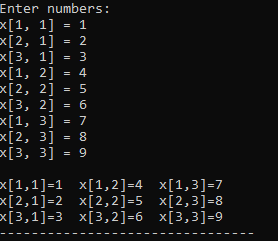 Enter numbers:
x[1, 1] = 1
x[2, 1] = 2
x[3, 1] = 3
x[1, 2] = 4
x[2, 2] = 5
x[3, 2] = 6
x[1, 3] = 7
x[2, 3] = 8
x[3, 3] = 9

x[1,1]=1  x[1,2]=4  x[1,3]=7
x[2,1]=2  x[2,2]=5  x[2,3]=8
x[3,1]=3  x[3,2]=6  x[3,3]=9
--------------------------------